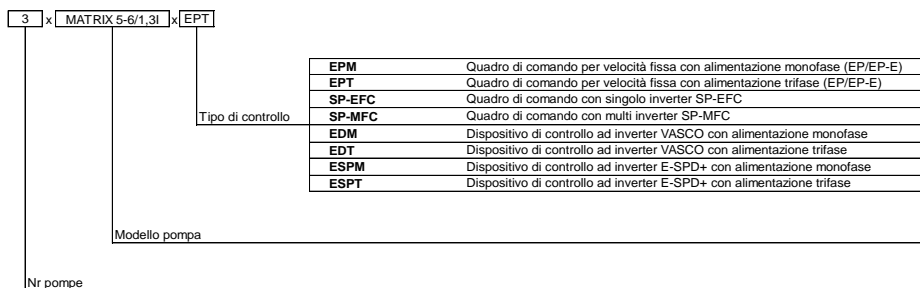 3 x MATRIX 5-6/1,3I x EPT
EPM Quadro di comando per velocità fissa con alimentazione monofase (EP/EP-E)
EPT Quadro di comando per velocità fissa con alimentazione trifase (EP/EP-E)
SP-EFC Quadro di comando con singolo inverter SP-EFC
Tipo di controllo SP-MFC Quadro di comando con multi inverter SP-MFC
EDM Dispositivo di controllo ad inverter VASCO con alimentazione monofase
EDT Dispositivo di controllo ad inverter VASCO con alimentazione trifase
ESPM Dispositivo di controllo ad inverter E-SPD+ con alimentazione monofase
ESPT Dispositivo di controllo ad inverter E-SPD+ con alimentazione trifase
Modello pompa
Nr pompe